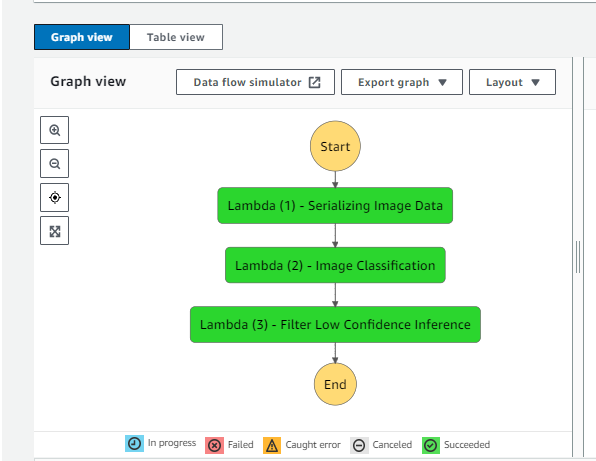 Graph view Table view
Graph view Data flow simulator Export graph Layout
Start
Lambda (1) - Serializing Image Data
Lambda (2) - Image Classification
Lambda (3) - Filter Low Confidence Inference
End
In progress Failed Caught error Canceled Succeeded